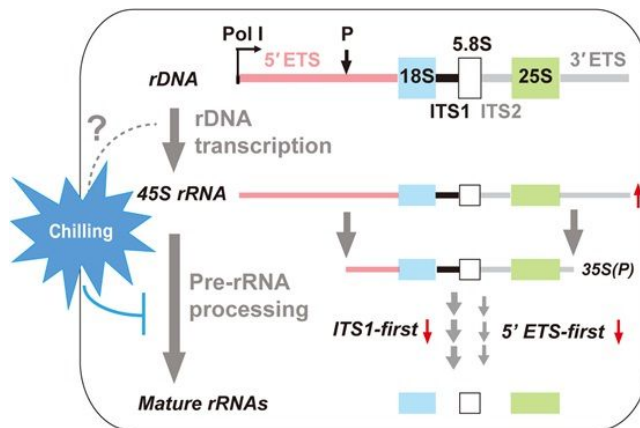 Pol I
P
5.8S
5′ ETS
3′ ETS
rDNA
18S
25S
ITS1
ITS2
?
rDNA
transcription
45S rRNA
Chilling
35S(P)
Pre-rRNA
processing
ITS1-first
5' ETS-first
Mature rRNAs